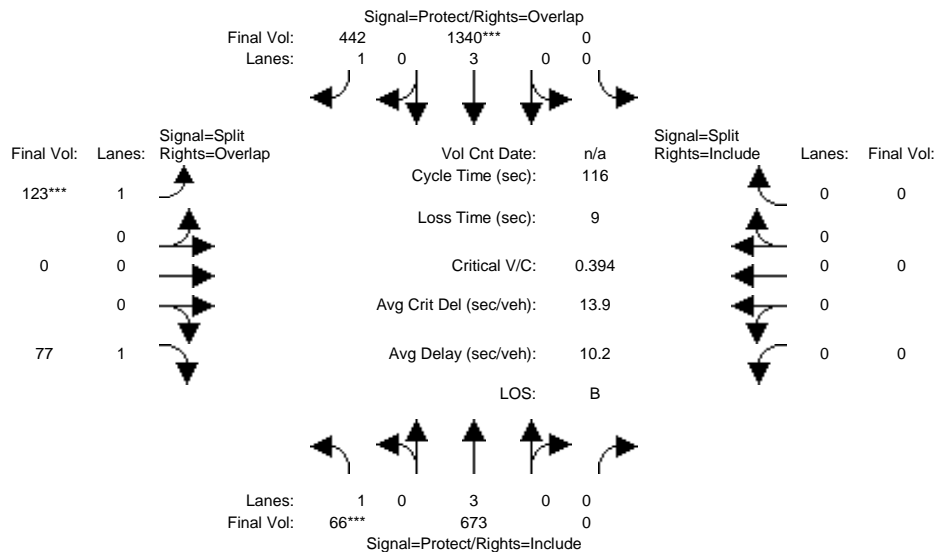 Signal=Protect/Rights=Overlap
Final Vol: 442 1340*** 0
Lanes: 1 0 3 0 0
Signal=Split
Final Vol: Lanes: Rights=Overlap
Vol Cnt Date: n/a
Signal=Split
Rights=Include Lanes: Final Vol:
123*** 1 Cycle Time (sec): 116 0 0
0 Loss Time (sec): 9 0
0 0 Critical V/C: 0.394 0 0
0 Avg Crit Del (sec/veh): 13.9 0
77 1 Avg Delay (sec/veh): 10.2 0 0
LOS: B
Lanes: 1 0 3 0 0
Final Vol: 66*** 673 0
Signal=Protect/Rights=Include